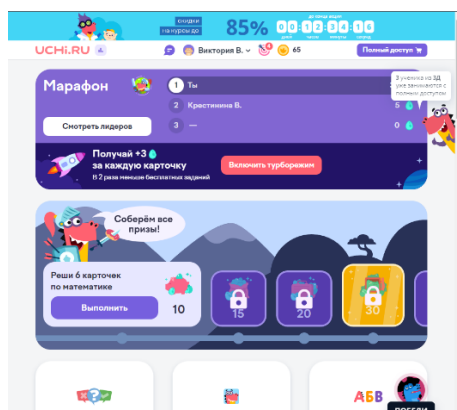 скидки
на курсы до
85%
до конца акции
00:12:34:16
дней часов минуты секунд
UCHi.RU
Виктория В.
65
Полный доступ
3 ученика из 3Д
уже занимаются с
полным доступом
Марафон
1 Ты
2 Крестинина В.
5
3 —
0
Смотреть лидеров
Получай +3
за каждую карточку
В 2 раза меньше бесплатных заданий
Включить турборежим
Соберём все
призы!
Реши 6 карточек
по математике
Выполнить
10
15
20
30
АБВ